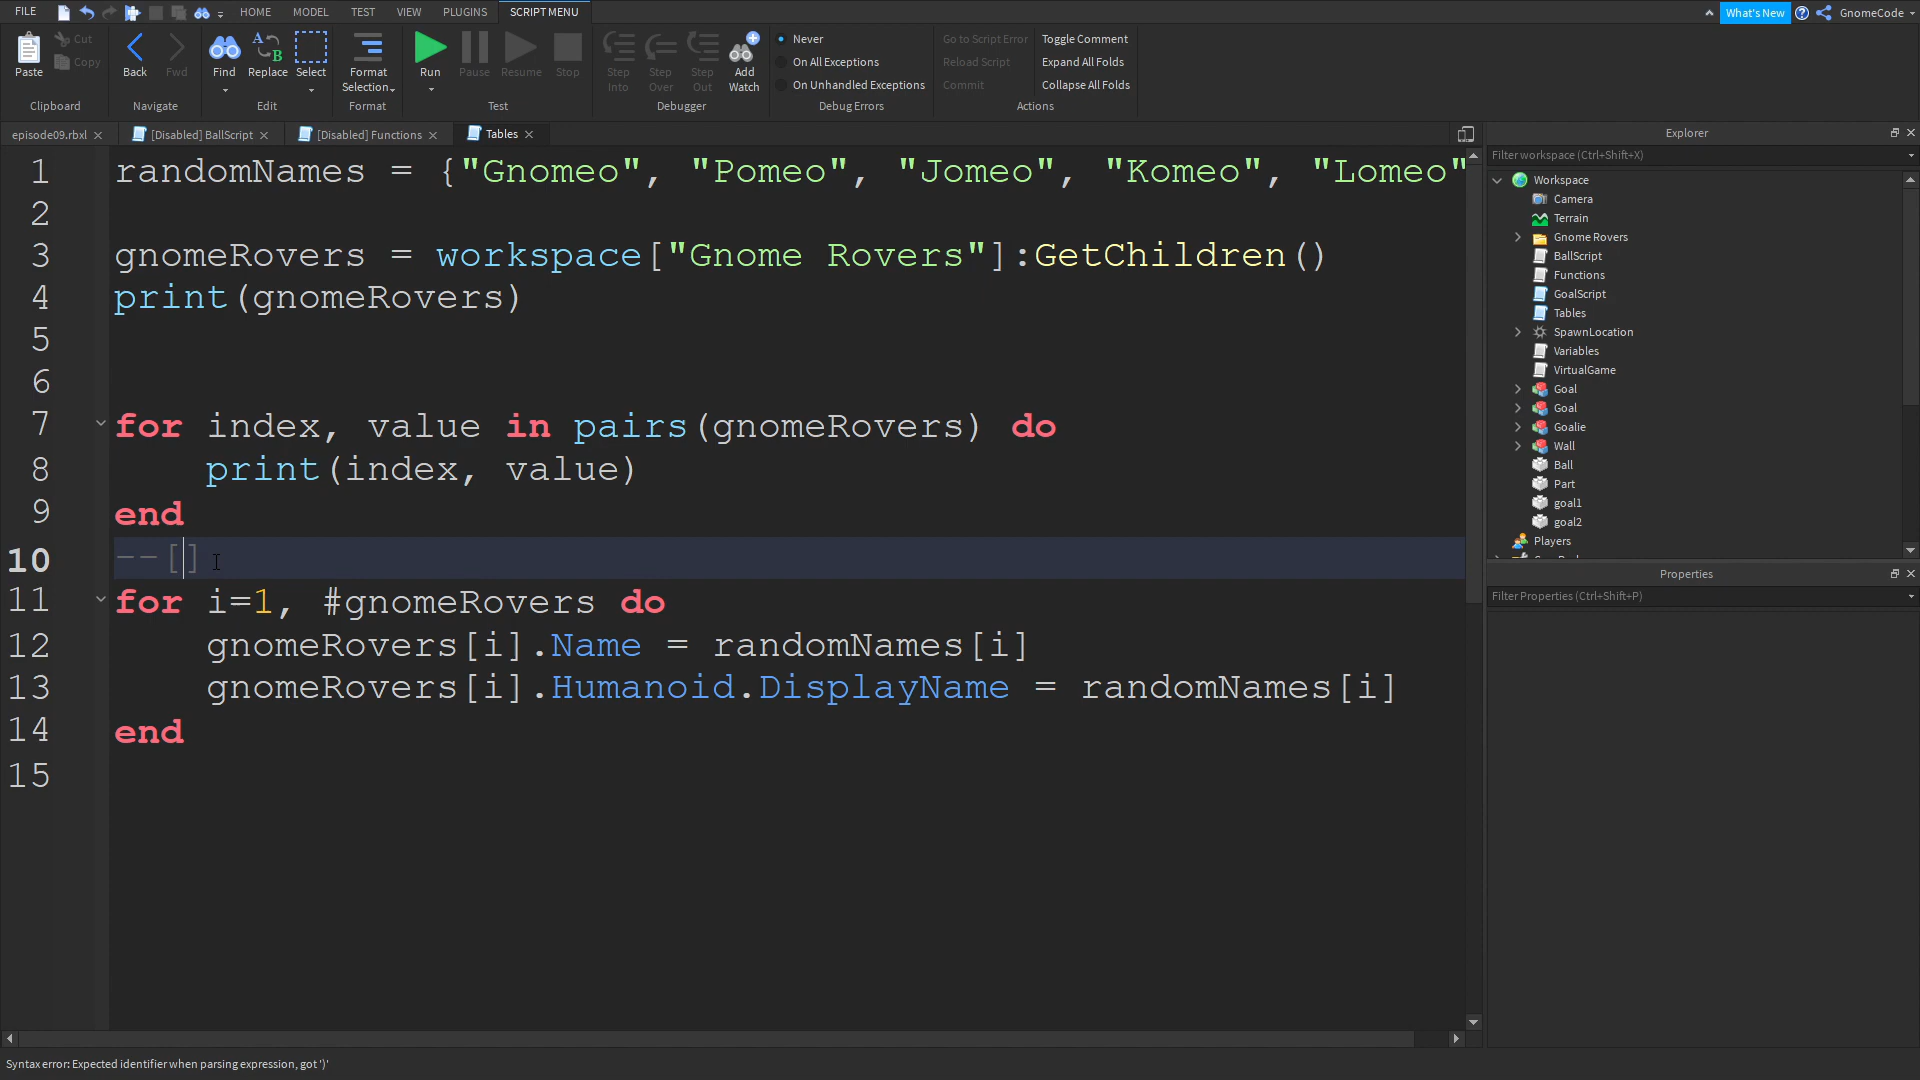 FILE HOME MODEL TEST VIEW PLUGINS SCRIPT MENU What's New GnomeCode
Paste Cut Copy Clipboard
Back Fwd Navigate
Find Replace Select Edit
Format Selection Format
Run Pause Resume Stop Test
Step Into Step Over Step Out Add Watch Debugger
Never
On All Exceptions
On Unhandled Exceptions
Debug Errors
Go to Script Error
Reload Script
Commit
Toggle Comment
Expand All Folds
Collapse All Folds
Actions
episode09.rbxl [Disabled] BallScript [Disabled] Functions Tables
1 randomNames = {"Gnomeo", "Pomeo", "Jomeo", "Komeo", "Lomeo"
2
3 gnomeRovers = workspace["Gnome Rovers"]:GetChildren()
4 print(gnomeRovers)
5
6
7 for index, value in pairs(gnomeRovers) do
8 print(index, value)
9 end
10 --[]
11 for i=1, #gnomeRovers do
12 gnomeRovers[i].Name = randomNames[i]
13 gnomeRovers[i].Humanoid.DisplayName = randomNames[i]
14 end
15
Explorer
Filter workspace (Ctrl+Shift+X)
Workspace
Camera
Terrain
Gnome Rovers
BallScript
Functions
GoalScript
Tables
SpawnLocation
Variables
VirtualGame
Goal
Goal
Goalie
Wall
Ball
Part
goal1
goal2
Players
Properties
Filter Properties (Ctrl+Shift+P)
Syntax error: Expected identifier when parsing expression, got ')'